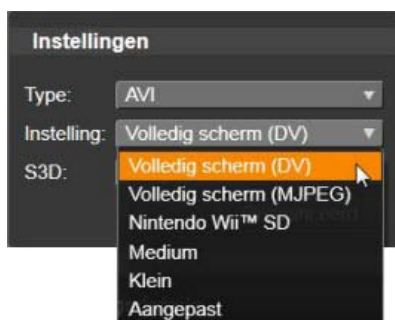 Instellingen
Type: AVI
Instelling: Volledig scherm (DV)
S3D:
Volledig scherm (DV)
Volledig scherm (MJPEG)
Nintendo Wii™ SD
Medium
Klein
Aangepast